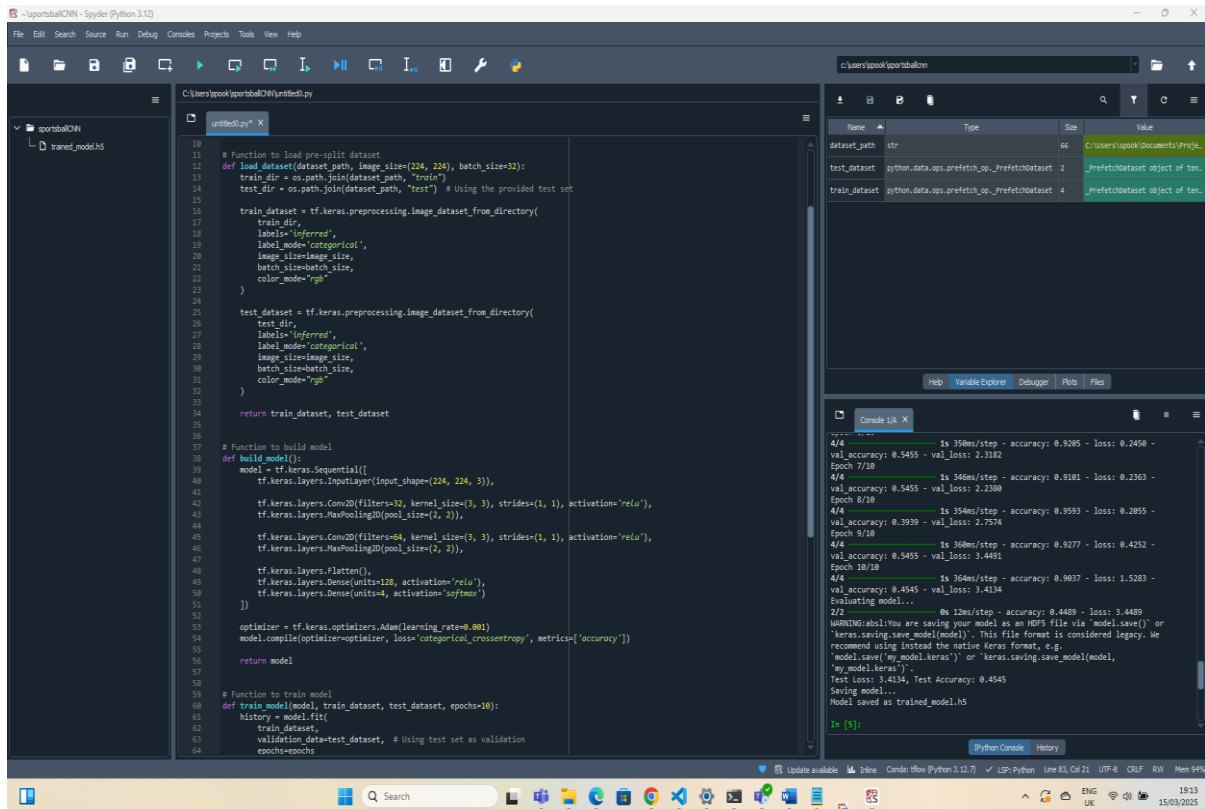 ~\sportsballCNN - Spyder (Python 3.12)
File Edit Search Source Run Debug Consoles Projects Tools View Help
c:\users\spook\sportsballcnn
sportsballCNN
trained_model.h5
C:\Users\spook\sportsballCNN\untitled0.py
untitled0.py*
10
11 # Function to load pre-split dataset
12 def load_dataset(dataset_path, image_size=(224, 224), batch_size=32):
13 train_dir = os.path.join(dataset_path, "train")
14 test_dir = os.path.join(dataset_path, "test") # Using the provided test set
15
16 train_dataset = tf.keras.preprocessing.image_dataset_from_directory(
17 train_dir,
18 labels='inferred',
19 label_mode='categorical',
20 image_size=image_size,
21 batch_size=batch_size,
22 color_mode="rgb"
23 )
24
25 test_dataset = tf.keras.preprocessing.image_dataset_from_directory(
26 test_dir,
27 labels='inferred',
28 label_mode='categorical',
29 image_size=image_size,
30 batch_size=batch_size,
31 color_mode="rgb"
32 )
33
34 return train_dataset, test_dataset
35
36
37 # Function to build model
38 def build_model():
39 model = tf.keras.Sequential([
40 tf.keras.layers.InputLayer(input_shape=(224, 224, 3)),
41
42 tf.keras.layers.Conv2D(filters=32, kernel_size=(3, 3), strides=(1, 1), activation='relu'),
43 tf.keras.layers.MaxPooling2D(pool_size=(2, 2)),
44
45 tf.keras.layers.Conv2D(filters=64, kernel_size=(3, 3), strides=(1, 1), activation='relu'),
46 tf.keras.layers.MaxPooling2D(pool_size=(2, 2)),
47
48 tf.keras.layers.Flatten(),
49 tf.keras.layers.Dense(units=128, activation='relu'),
50 tf.keras.layers.Dense(units=4, activation='softmax')
51 ])
52
53 optimizer = tf.keras.optimizers.Adam(learning_rate=0.001)
54 model.compile(optimizer=optimizer, loss='categorical_crossentropy', metrics=['accuracy'])
55
56 return model
57
58
59 # Function to train model
60 def train_model(model, train_dataset, test_dataset, epochs=10):
61 history = model.fit(
62 train_dataset,
63 validation_data=test_dataset, # Using test set as validation
64 epochs=epochs
Name Type Size Value
dataset_path str 66 C:\Users\spook\Documents\Proje…
test_dataset python.data.ops.prefetch_op._PrefetchDataset 2 _PrefetchDataset object of ten…
train_dataset python.data.ops.prefetch_op._PrefetchDataset 4 _PrefetchDataset object of ten…
Help Variable Explorer Debugger Plots Files
Console 1/A
4/4 1s 350ms/step - accuracy: 0.9205 - loss: 0.2450 -
val_accuracy: 0.5455 - val_loss: 2.3182
Epoch 7/10
4/4 1s 346ms/step - accuracy: 0.9101 - loss: 0.2363 -
val_accuracy: 0.5455 - val_loss: 2.2380
Epoch 8/10
4/4 1s 354ms/step - accuracy: 0.9593 - loss: 0.2055 -
val_accuracy: 0.3939 - val_loss: 2.7574
Epoch 9/10
4/4 1s 360ms/step - accuracy: 0.9277 - loss: 0.4252 -
val_accuracy: 0.5455 - val_loss: 3.4491
Epoch 10/10
4/4 1s 364ms/step - accuracy: 0.9037 - loss: 1.5283 -
val_accuracy: 0.4545 - val_loss: 3.4134
Evaluating model...
2/2 0s 12ms/step - accuracy: 0.4489 - loss: 3.4489
WARNING:absl:You are saving your model as an HDF5 file via `model.save()` or
`keras.saving.save_model(model)`. This file format is considered legacy. We
recommend using instead the native Keras format, e.g.
`model.save('my_model.keras')` or `keras.saving.save_model(model,
'my_model.keras')`.
Test Loss: 3.4134, Test Accuracy: 0.4545
Saving model...
Model saved as trained_model.h5
In [5]:
IPython Console History
Update available Inline Conda: tflow (Python 3.12.7) LSP: Python Line 83, Col 21 UTF-8 CRLF RW Mem 94%
Search
ENG
UK
19:13
15/03/2025